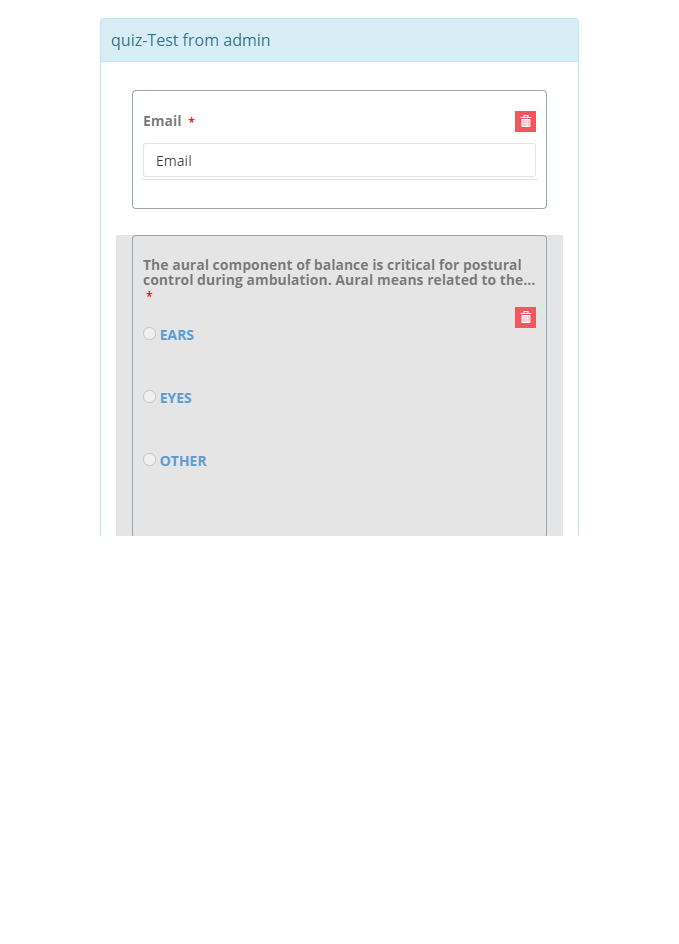 quiz-Test from admin
Email *
Email
The aural component of balance is critical for postural
control during ambulation. Aural means related to the...
*
EARS
EYES
OTHER